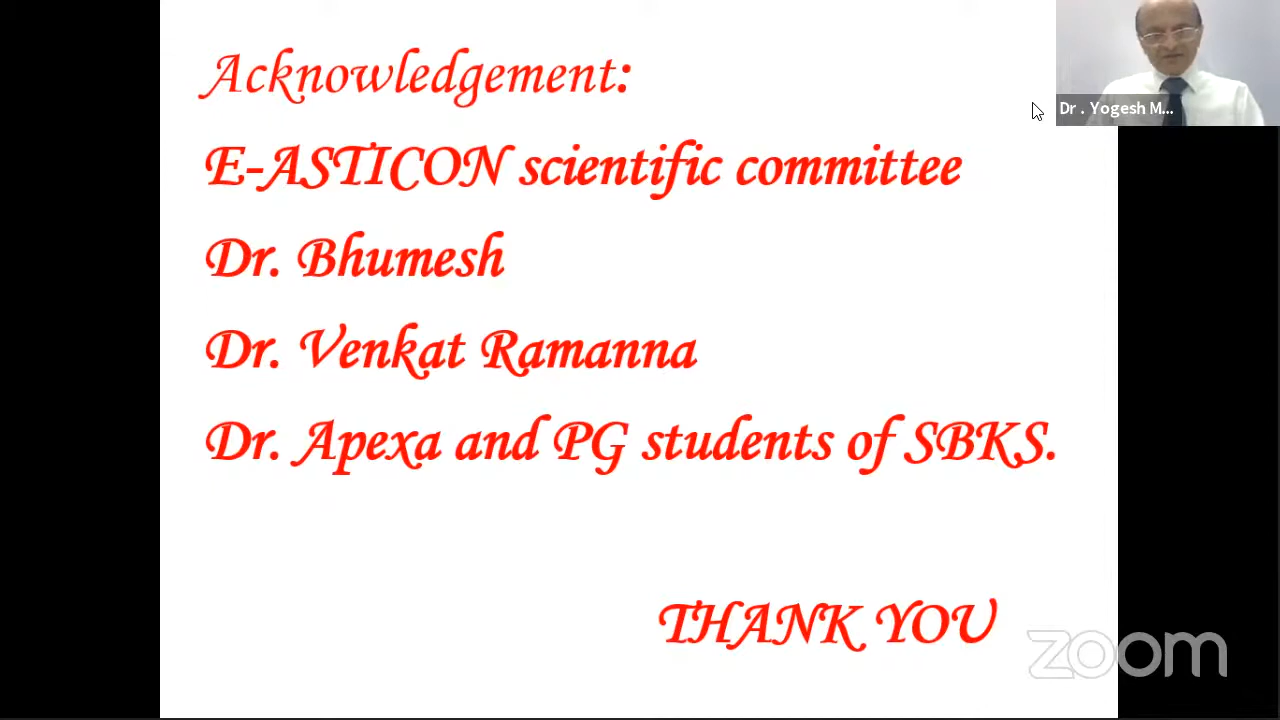 Acknowledgement:
Dr . Yogesh M...
E-ASTICON scientific committee
Dr. Bhumesh
Dr. Venkat Ramanna
Dr. Apexa and PG students of SBKS.
THANK YOU
zoom